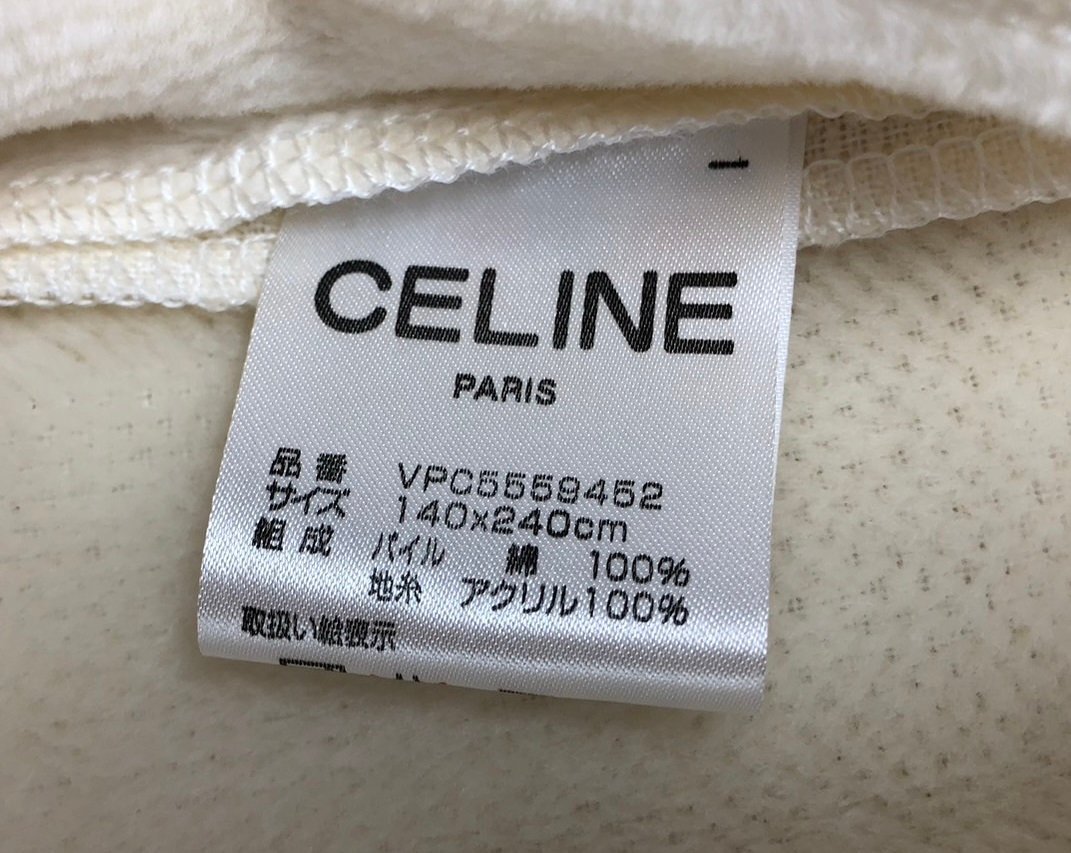 CELINE
PARIS
品番 VPC5559452
サイズ 140x240cm
組成 パイル 綿 100%
地糸 アクリル100%
取扱い絵表示